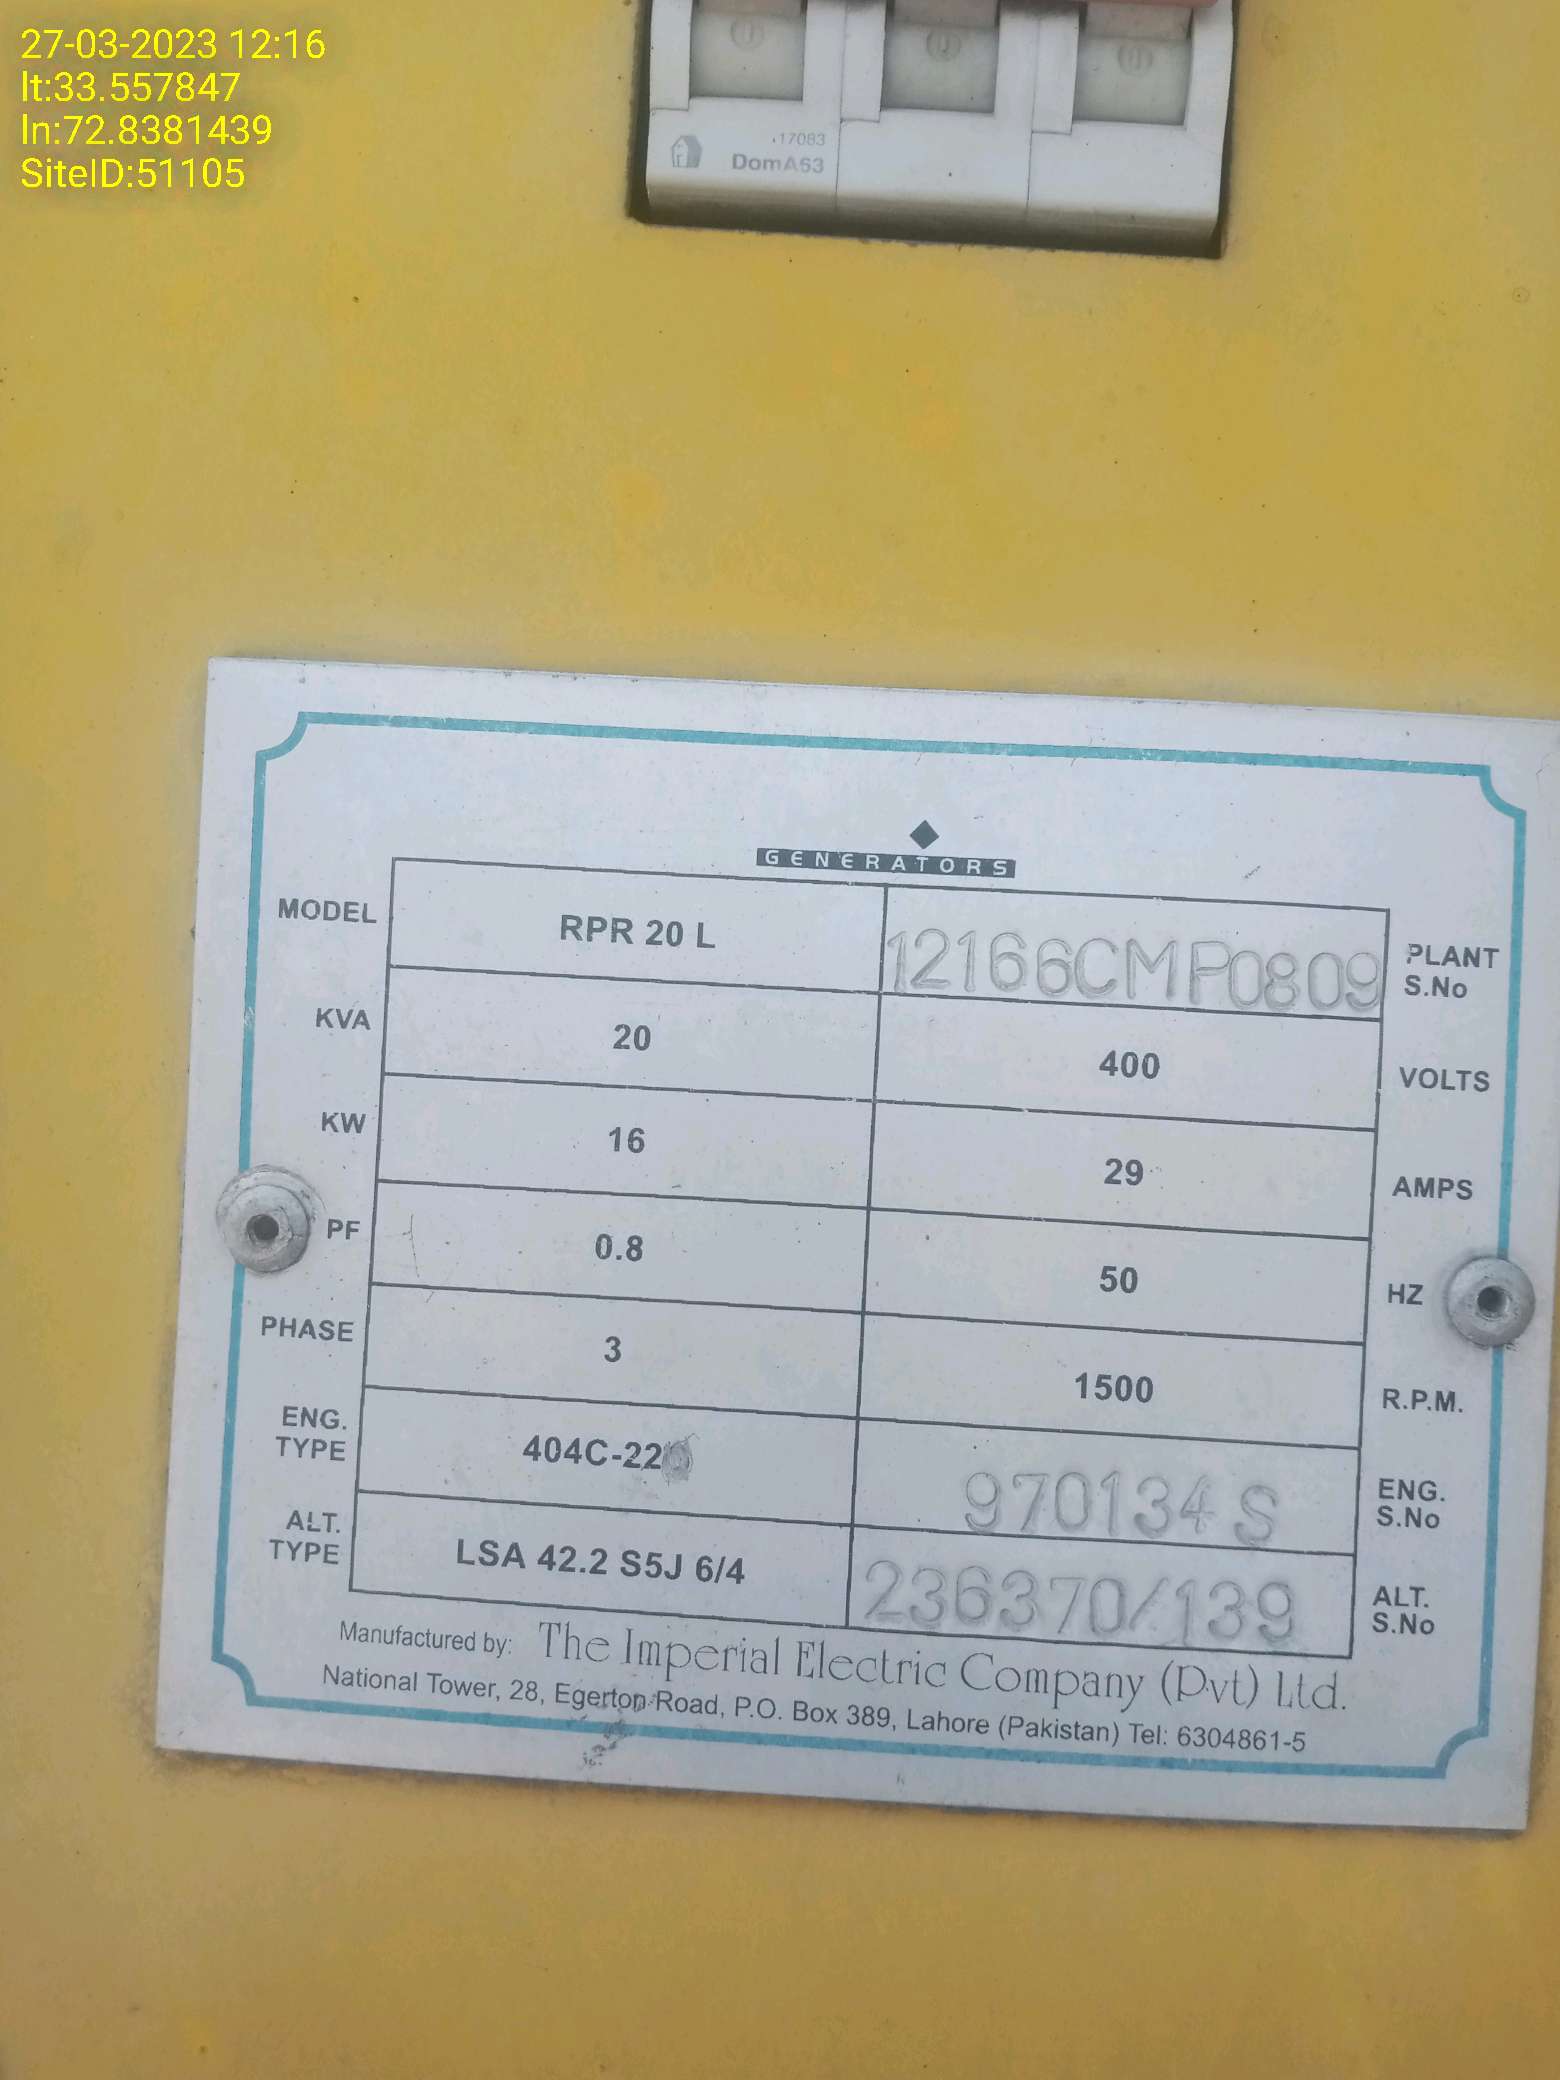 27-03-2023 12:16
lt:33.557847
ln:72.8381439
SiteID:51105
17083
DomA63
GENERATORS
MODEL RPR 20 L 12166CMP0809 PLANT S.No
KVA 20 400 VOLTS
KW 16 29 AMPS
PF 0.8 50 HZ
PHASE 3 1500 R.P.M.
ENG. TYPE 404C-22 970134S ENG. S.No
ALT. TYPE LSA 42.2 S5J 6/4 236370/139 ALT. S.No
Manufactured by: The Imperial Electric Company (Pvt) Ltd.
National Tower, 28, Egerton Road, P.O. Box 389, Lahore (Pakistan) Tel: 6304861-5